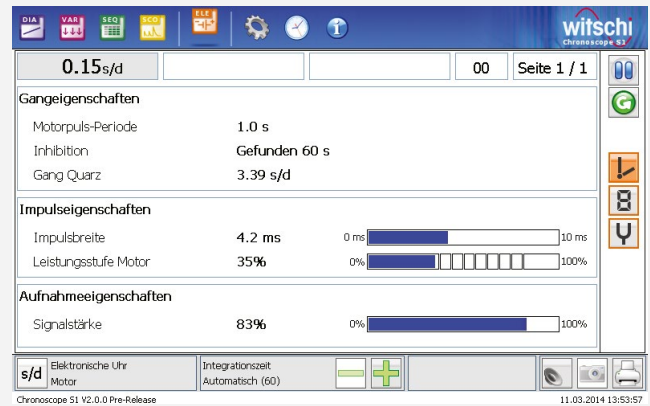 DIA VAR SEQ SCO ELE
witschi
Chronoscope S1
0.15s/d 00 Seite 1 / 1
Gangeigenschaften
Motorpuls-Periode 1.0 s
Inhibition Gefunden 60 s
Gang Quarz 3.39 s/d
Impulseigenschaften
Impulsbreite 4.2 ms 0 ms 10 ms
Leistungsstufe Motor 35% 0% 100%
Aufnahmeeigenschaften
Signalstärke 83% 0% 100%
s/d Elektronische Uhr Integrationszeit
Motor Automatisch (60)
Chronoscope S1 V2.0.0 Pre-Release 11.03.2014 13:53:57